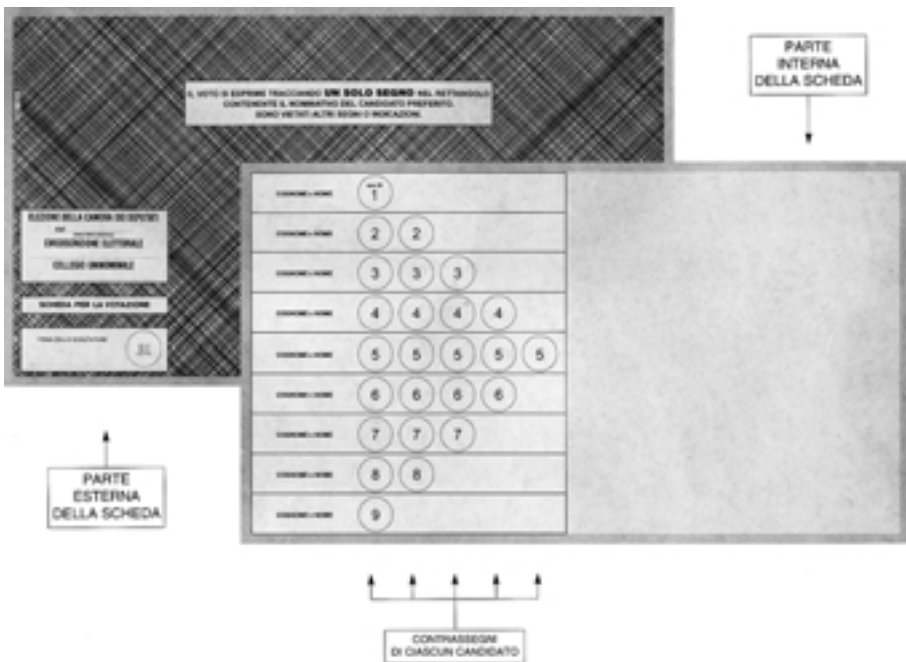 PARTE
INTERNA
DELLA SCHEDA
IL VOTO SI ESPRIME TRACCIANDO UN SOLO SEGNO NEL RETTANGOLO
CONTENENTE IL NOMINATIVO DEL CANDIDATO PREFERITO.
SONO VIETATI ALTRI SEGNI O INDICAZIONI.
ELEZIONE DELLA CAMERA DEI DEPUTATI
CIRCOSCRIZIONE ELETTORALE
COLLEGIO UNINOMINALE
SCHEDA PER LA VOTAZIONE
FIRMA DELLO SCRUTATORE
COGNOME e NOME 1
COGNOME e NOME 2 2
COGNOME e NOME 3 3 3
COGNOME e NOME 4 4 4 4
COGNOME e NOME 5 5 5 5 5
COGNOME e NOME 6 6 6 6
COGNOME e NOME 7 7 7
COGNOME e NOME 8 8
COGNOME e NOME 9
PARTE
ESTERNA
DELLA SCHEDA
CONTRASSEGNI
DI CIASCUN CANDIDATO